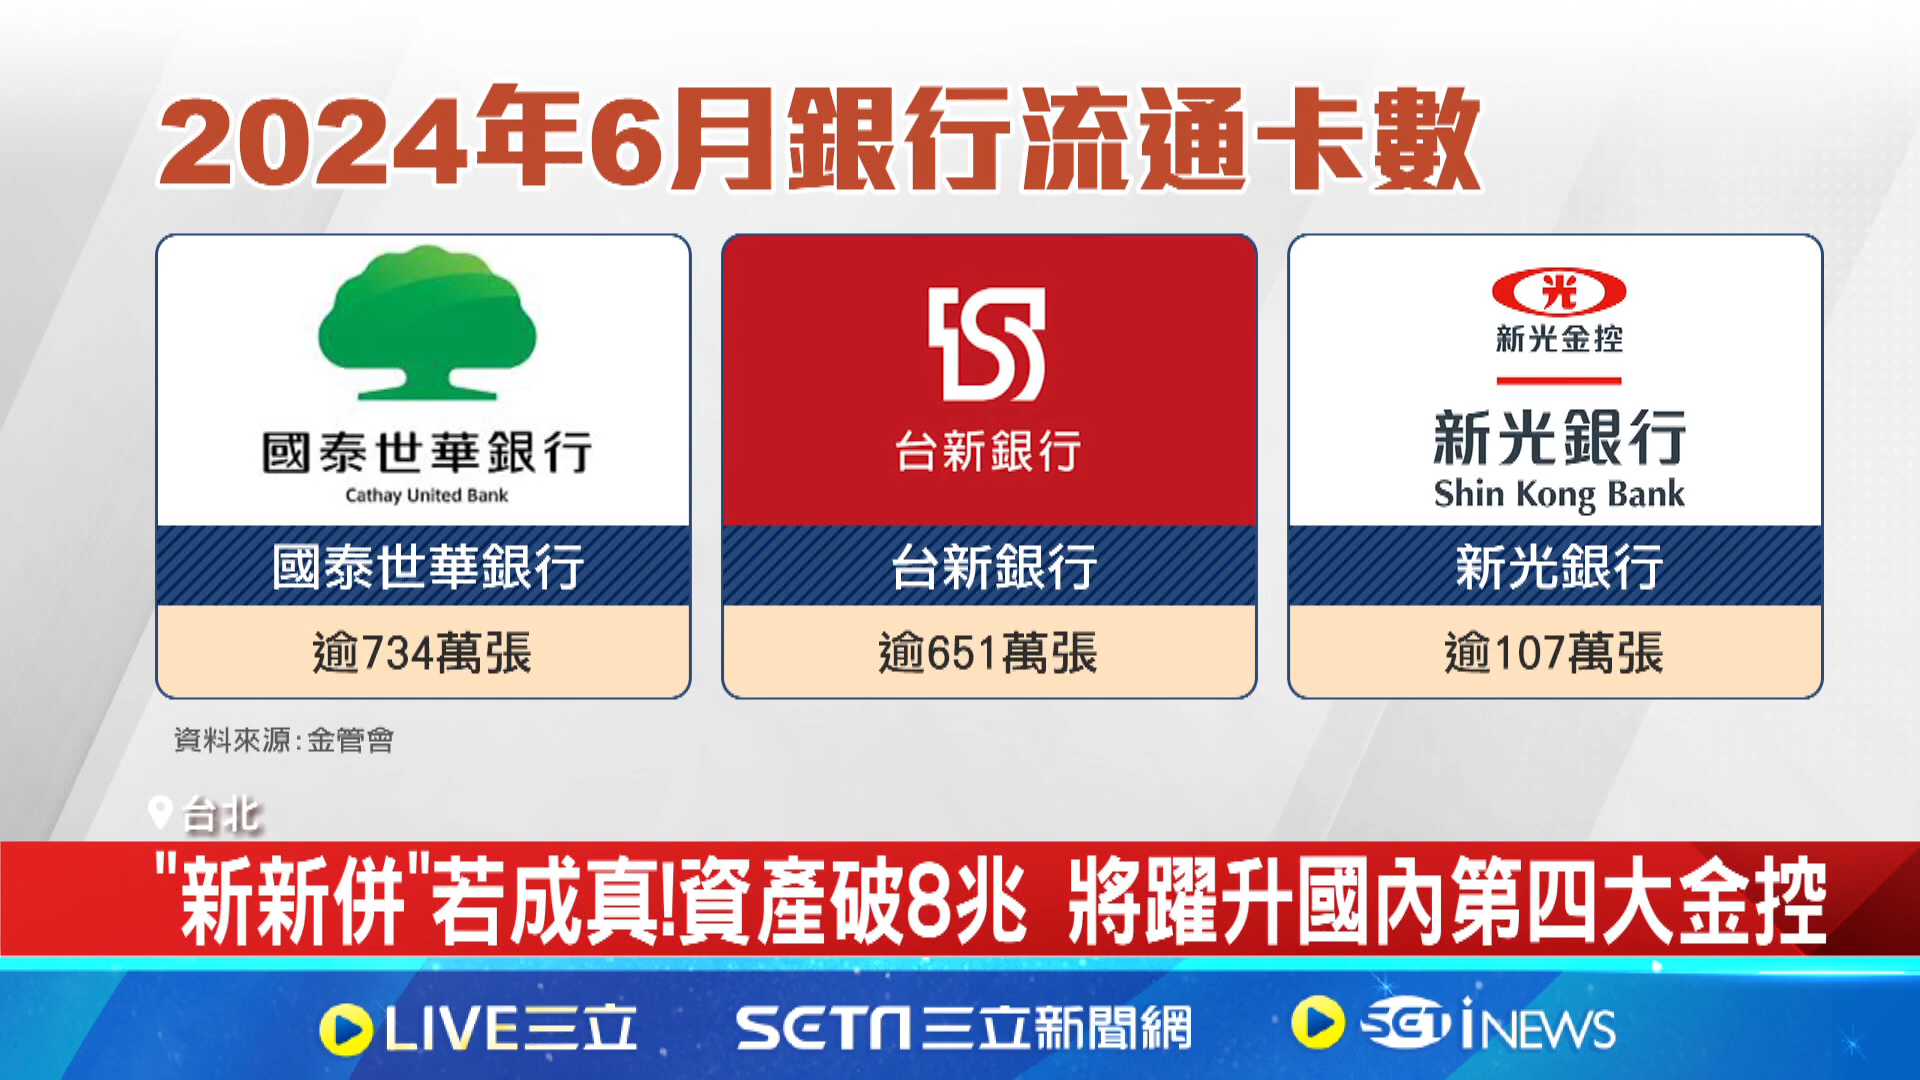 2024年6月銀行流通卡數
國泰世華銀行
Cathay United Bank
國泰世華銀行
逾734萬張
台新銀行
台新銀行
逾651萬張
光
新光金控
新光銀行
Shin Kong Bank
新光銀行
逾107萬張
資料來源:金管會
台北
"新新併"若成真!資產破8兆 將躍升國內第四大金控
LIVE三立
SETN三立新聞網
SET iNEWS